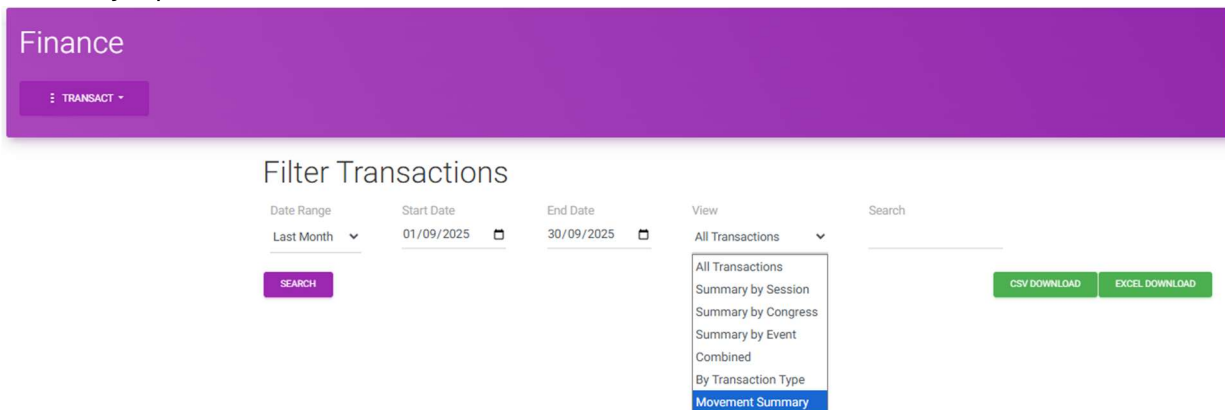 Finance
TRANSACT
Filter Transactions
Date Range Start Date End Date View Search
Last Month 01/09/2025 30/09/2025 All Transactions
All Transactions
SEARCH Summary by Session CSV DOWNLOAD EXCEL DOWNLOAD
Summary by Congress
Summary by Event
Combined
By Transaction Type
Movement Summary